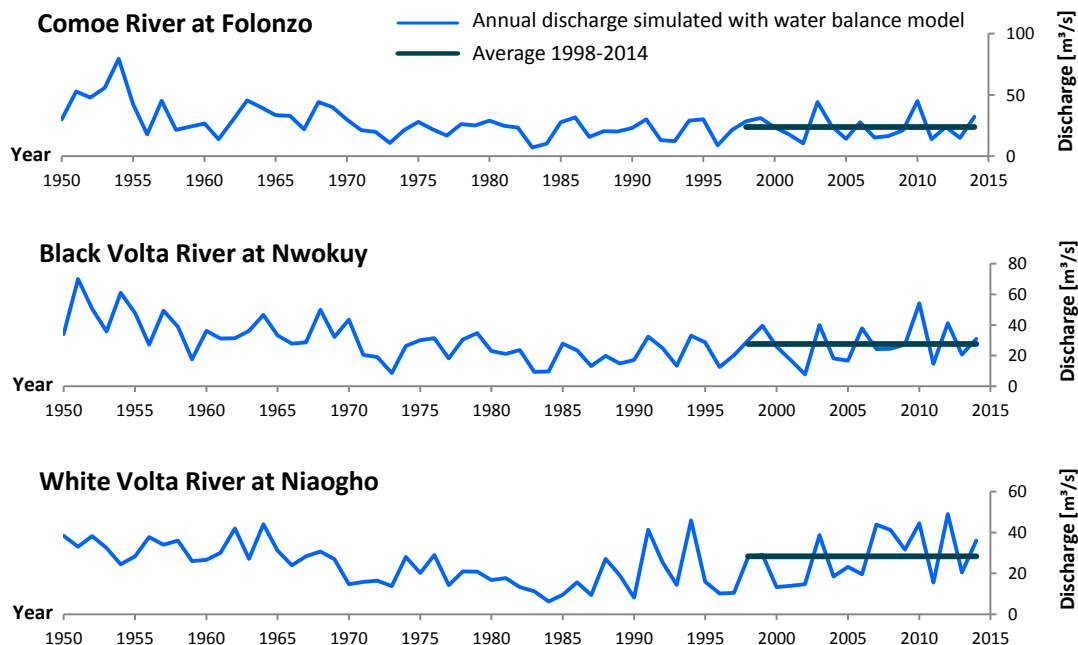 Comoe River at Folonzo
Annual discharge simulated with water balance model
Average 1998-2014
100
50
0
Discharge [m³/s]
Year
1950 1955 1960 1965 1970 1975 1980 1985 1990 1995 2000 2005 2010 2015
Black Volta River at Nwokuy
80
60
40
20
0
Discharge [m³/s]
Year
1950 1955 1960 1965 1970 1975 1980 1985 1990 1995 2000 2005 2010 2015
White Volta River at Niaogho
60
40
20
0
Discharge [m³/s]
Year
1950 1955 1960 1965 1970 1975 1980 1985 1990 1995 2000 2005 2010 2015